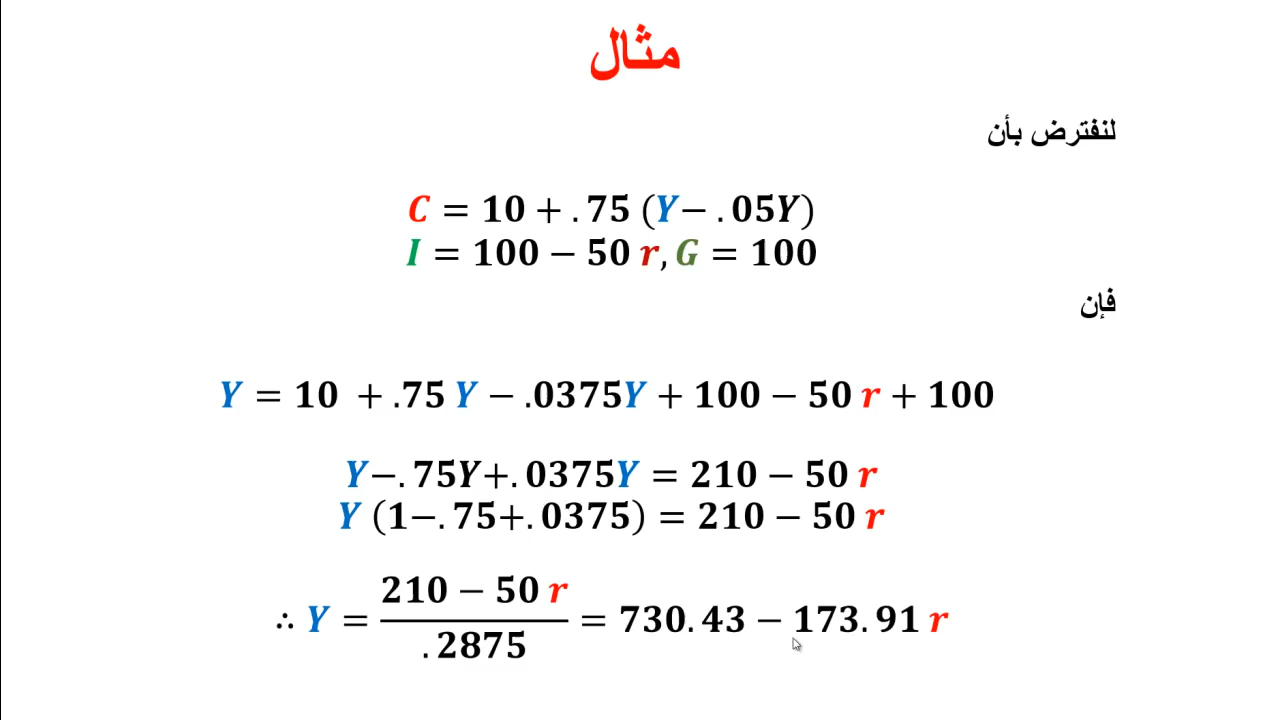 مثال
لنفترض بأن
C = 10 + .75 (Y− .05Y)
I = 100 − 50 r, G = 100
فإن
Y = 10 + .75 Y − .0375Y + 100 − 50 r + 100
Y−.75Y+.0375Y = 210 − 50 r
Y (1−.75+.0375) = 210 − 50 r
∴ Y = (210 − 50 r) / .2875 = 730.43 − 173.91 r